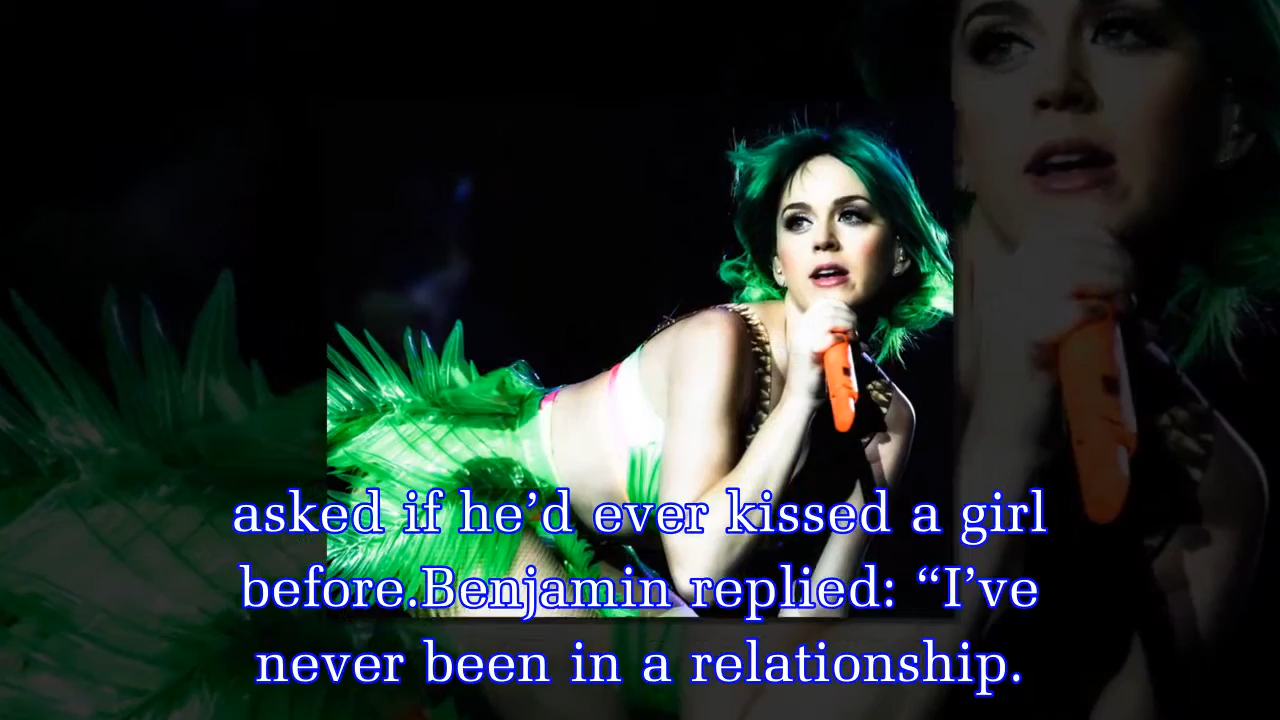 asked if he’d ever kissed a girl
before.Benjamin replied: “I’ve
never been in a relationship.